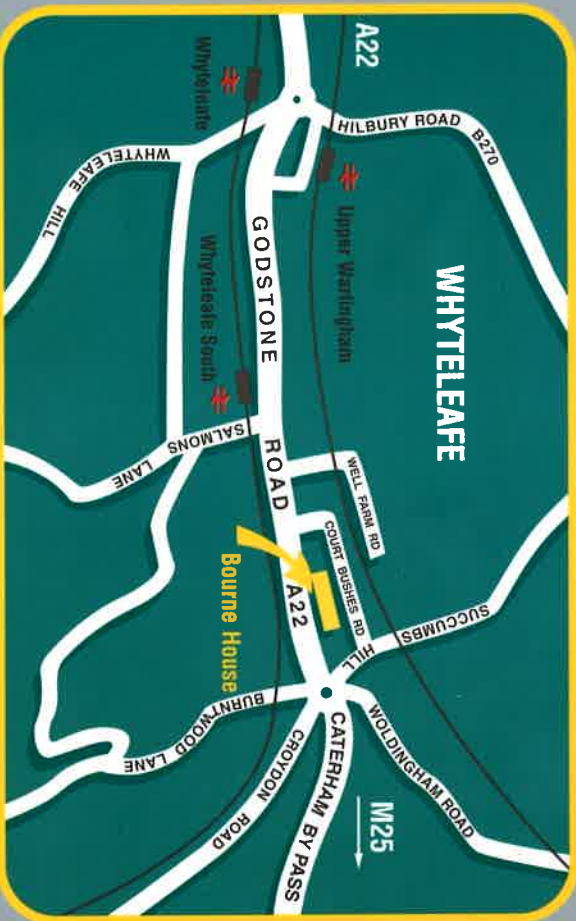 A22
HILBURY ROAD
B270
Whyteleafe
Upper Warlingham
WHYTELEAFE
WHYTELEAFE HILL
GODSTONE ROAD
Whyteleafe South
SALMONS LANE
WELL FARM RD
COURT BUSHES RD
SUCCUMBS HILL
Bourne House
A22
BURNTWOOD LANE
WOLDINGHAM ROAD
CROYDON ROAD
CATERHAM BY PASS
M25